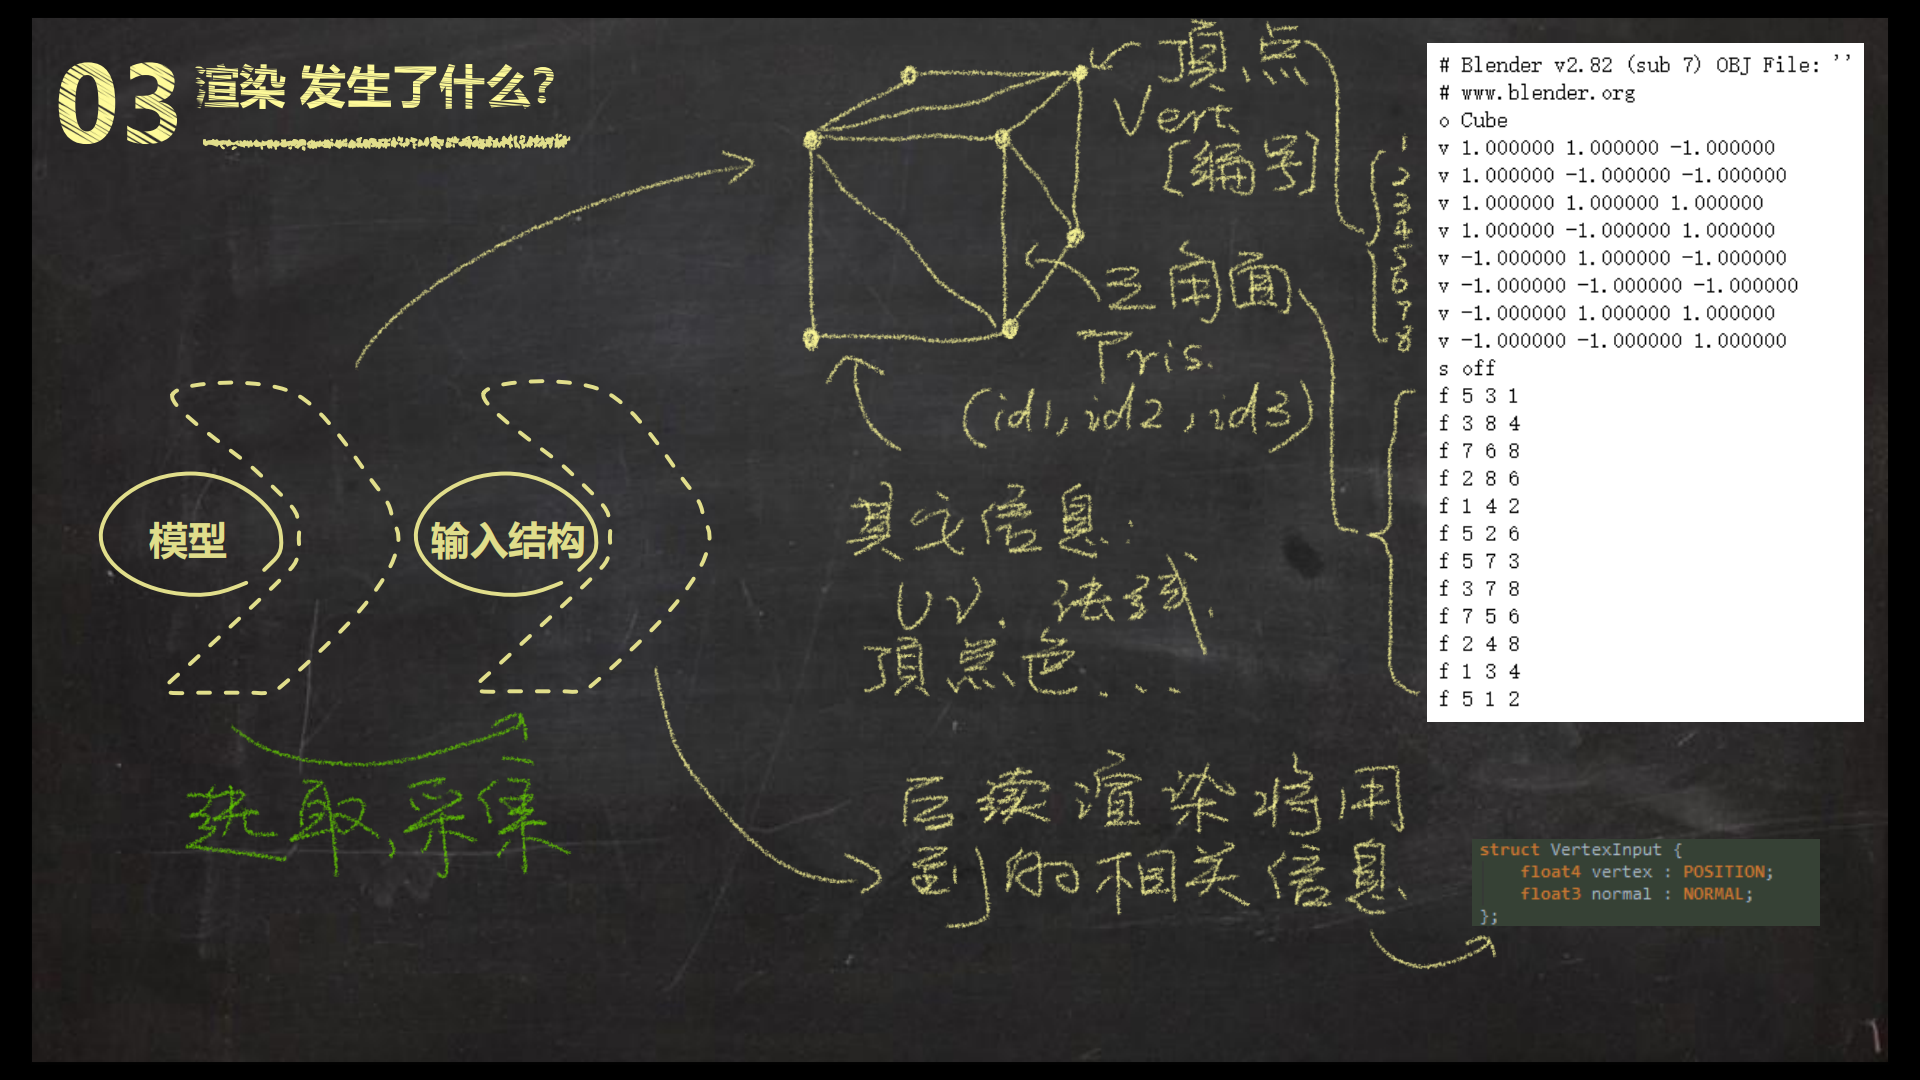 03 渲染 发生了什么?
模型
输入结构
选取,采集
顶点
Vert
[编号]
1
2
3
4
5
6
7
8
三角面
Tris.
(id1,id2,id3)
其它信息:
UV.法线.
顶点色...
后续渲染将用
到的相关信息
# Blender v2.82 (sub 7) OBJ File: ''
# www.blender.org
o Cube
v 1.000000 1.000000 -1.000000
v 1.000000 -1.000000 -1.000000
v 1.000000 1.000000 1.000000
v 1.000000 -1.000000 1.000000
v -1.000000 1.000000 -1.000000
v -1.000000 -1.000000 -1.000000
v -1.000000 1.000000 1.000000
v -1.000000 -1.000000 1.000000
s off
f 5 3 1
f 3 8 4
f 7 6 8
f 2 8 6
f 1 4 2
f 5 2 6
f 5 7 3
f 3 7 8
f 7 5 6
f 2 4 8
f 1 3 4
f 5 1 2
struct VertexInput {
float4 vertex : POSITION;
float3 normal : NORMAL;
};